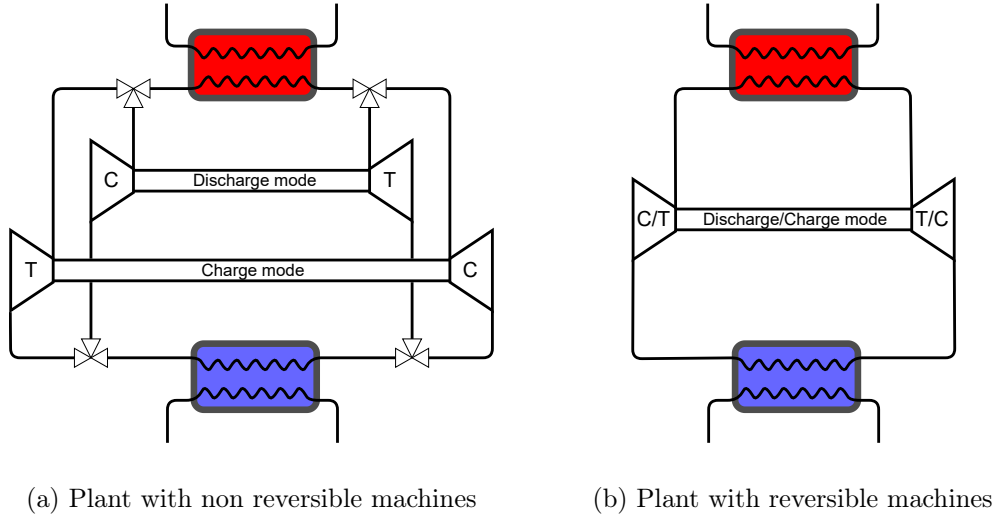 C
Discharge mode
T
T
Charge mode
C
C/T
Discharge/Charge mode
T/C
(a) Plant with non reversible machines
(b) Plant with reversible machines